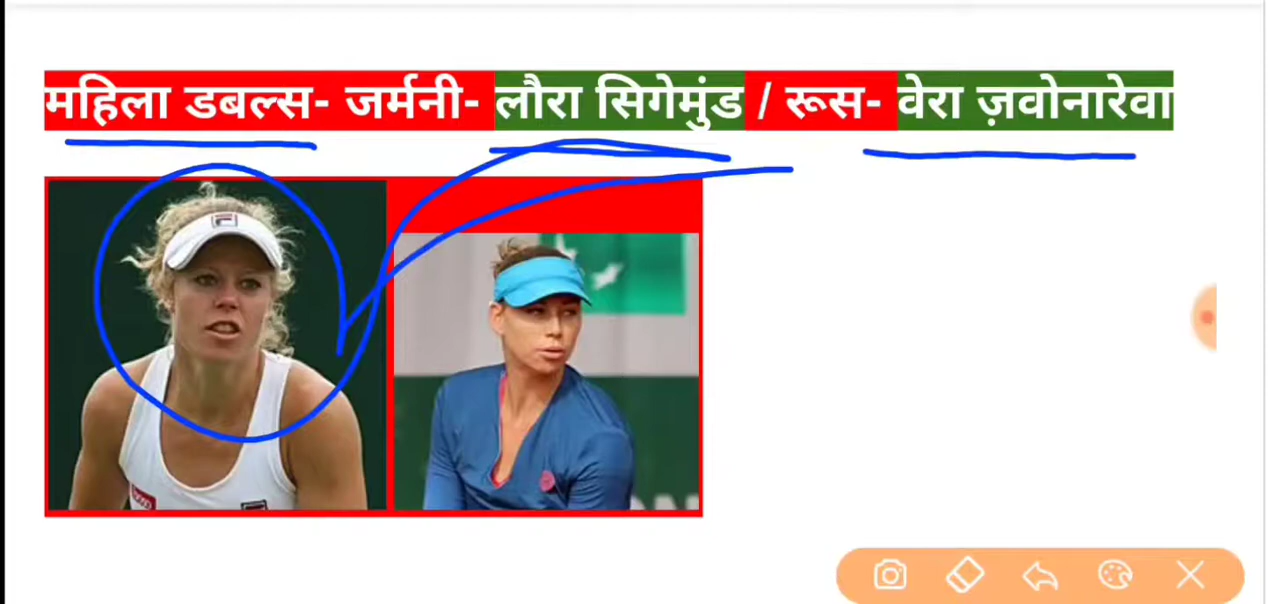 महिला डबल्स- जर्मनी- लौरा सिगेमुंड / रूस- वेरा ज़वोनारेवा